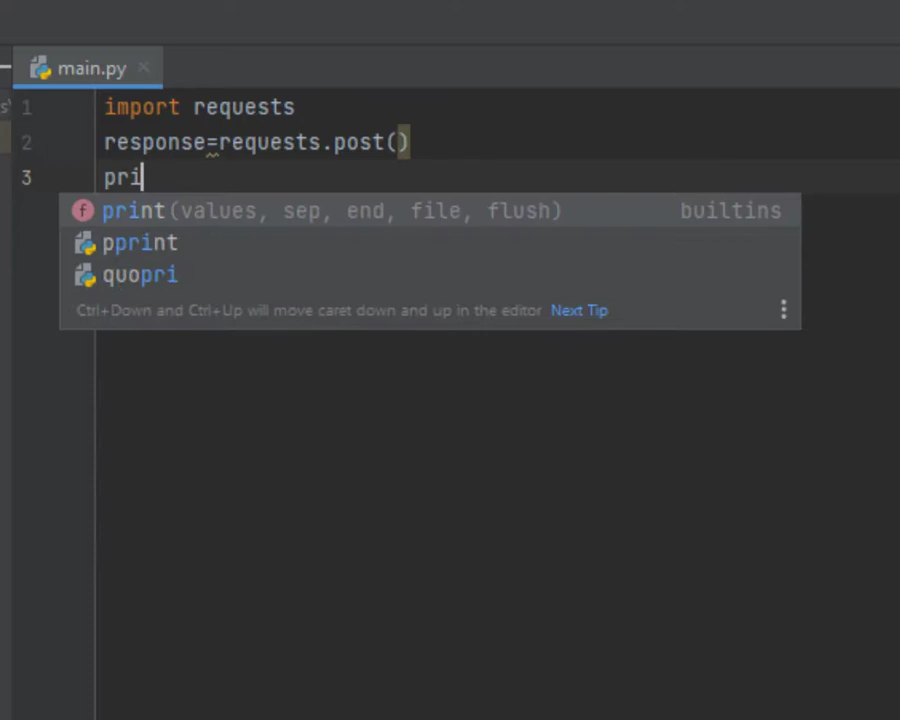 main.py
1 import requests
2 response=requests.post()
3 pri
print(values, sep, end, file, flush) builtins
pprint
quopri
Ctrl+Down and Ctrl+Up will move caret down and up in the editor Next Tip